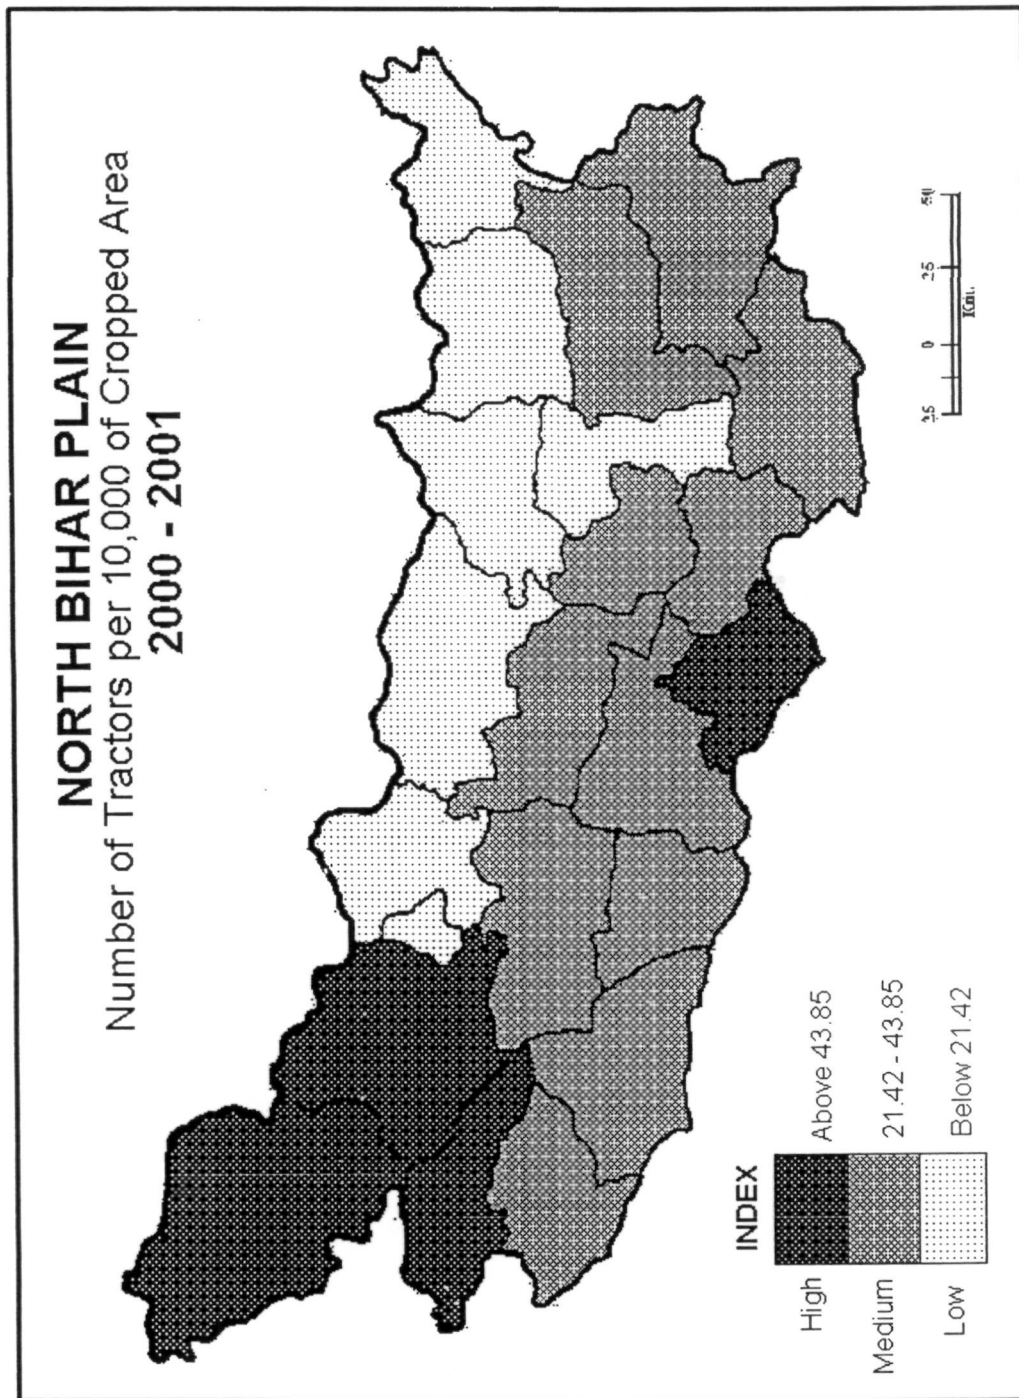 NORTH BIHAR PLAIN
Number of Tractors per 10,000 of Cropped Area
2000 - 2001
INDEX
High Above 43.85
Medium 21.42 - 43.85
Low Below 21.42
25 0 25 50
Km.